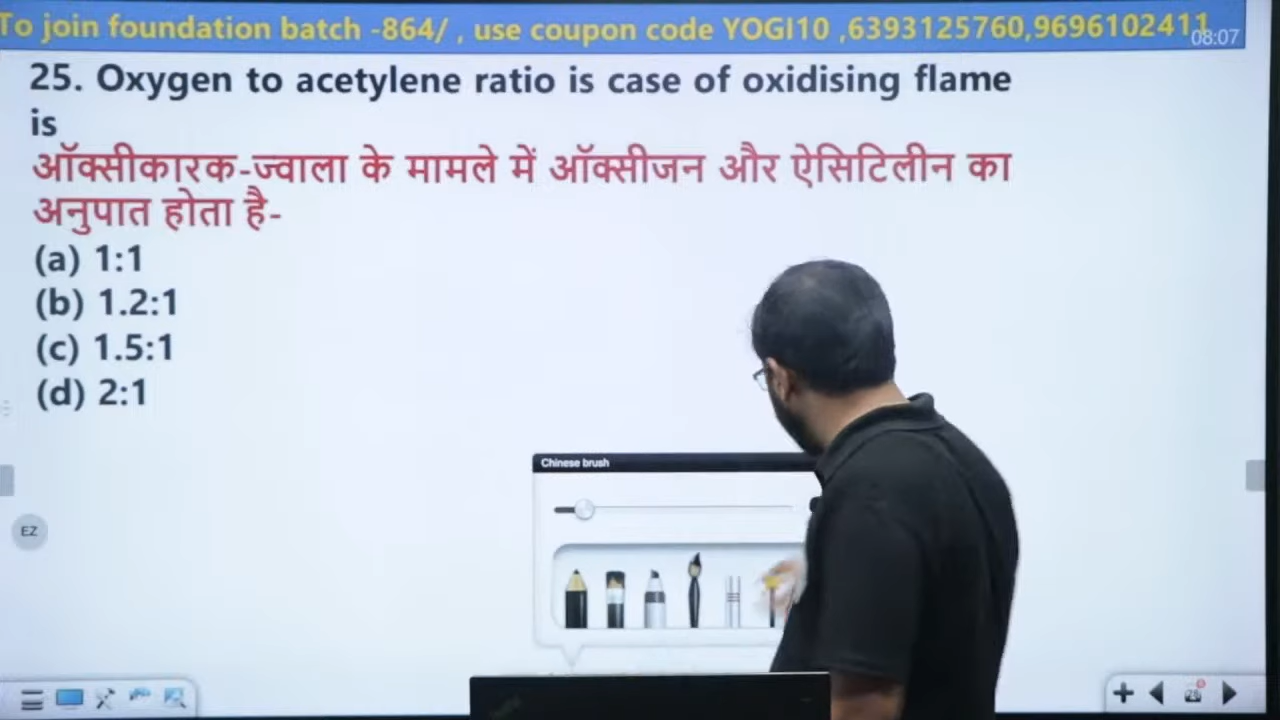 To join foundation batch -864/ , use coupon code YOGI10 ,6393125760,9696102411
08:07
25. Oxygen to acetylene ratio is case of oxidising flame
is
ऑक्सीकारक-ज्वाला के मामले में ऑक्सीजन और ऐसिटिलीन का
अनुपात होता है-
(a) 1:1
(b) 1.2:1
(c) 1.5:1
(d) 2:1
Chinese brush
EZ